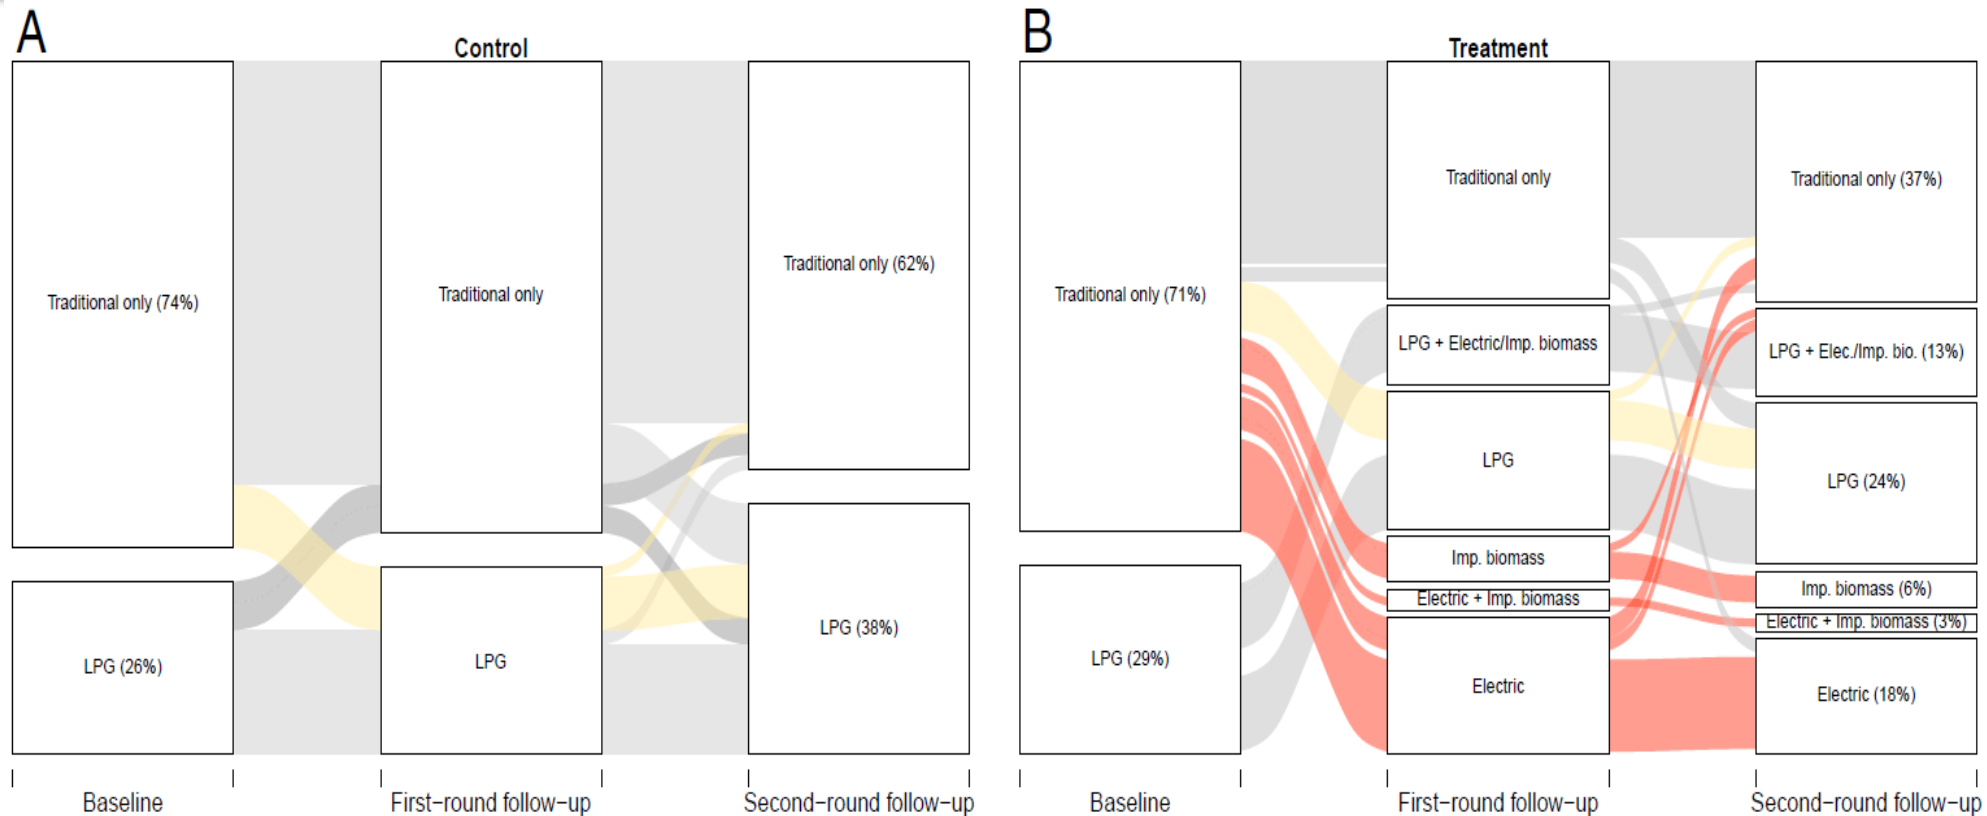 A
Control
Traditional only (74%)
LPG (26%)
Traditional only
LPG
Traditional only (62%)
LPG (38%)
Baseline
First-round follow-up
Second-round follow-up
B
Treatment
Traditional only (71%)
LPG (29%)
Traditional only
LPG + Electric/Imp. biomass
LPG
Imp. biomass
Electric + Imp. biomass
Electric
Traditional only (37%)
LPG + Elec./Imp. bio. (13%)
LPG (24%)
Imp. biomass (6%)
Electric + Imp. biomass (3%)
Electric (18%)
Baseline
First-round follow-up
Second-round follow-up